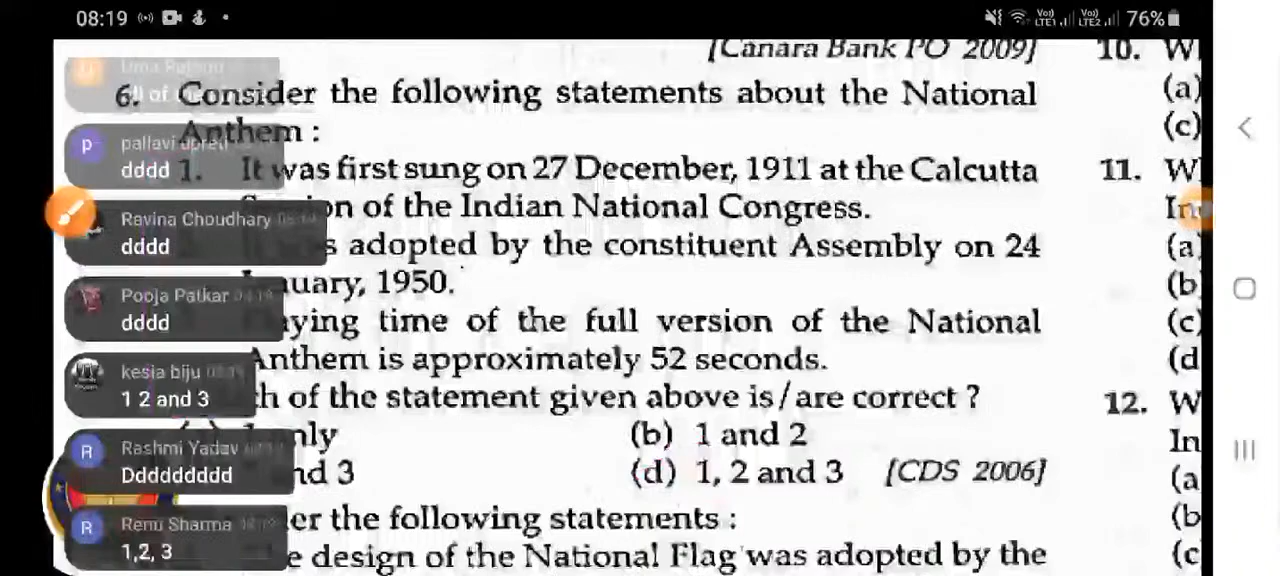 08:19
LTE1
LTE2
76%
[Canara Bank PO 2009]
10. W
6. Consider the following statements about the National
(a)
Anthem :
(c)
pallavi upreti
dddd
1. It was first sung on 27 December, 1911 at the Calcutta
11. W
Ravina Choudhary
on of the Indian National Congress.
dddd
adopted by the constituent Assembly on 24
(a
Pooja Patkar
uary, 1950.
(b
dddd
aying time of the full version of the National
(c)
Anthem is approximately 52 seconds.
(d
kesia biju
1 2 and 3
h of the statement given above is/are correct ?
12. W
Rashmi Yadav
nly
(b) 1 and 2
In
Ddddddddd
nd 3
(d) 1, 2 and 3 [CDS 2006]
(a
Renu Sharma
er the following statements :
(b
1,2, 3
e design of the National Flag was adopted by the
(c